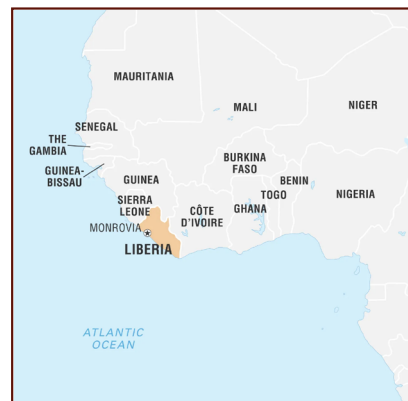 MAURITANIA
MALI
NIGER
SENEGAL
THE
GAMBIA
GUINEA-
BISSAU
GUINEA
BURKINA
FASO
BENIN
NIGERIA
TOGO
GHANA
CÔTE
D'IVOIRE
SIERRA
LEONE
MONROVIA
LIBERIA
ATLANTIC
OCEAN